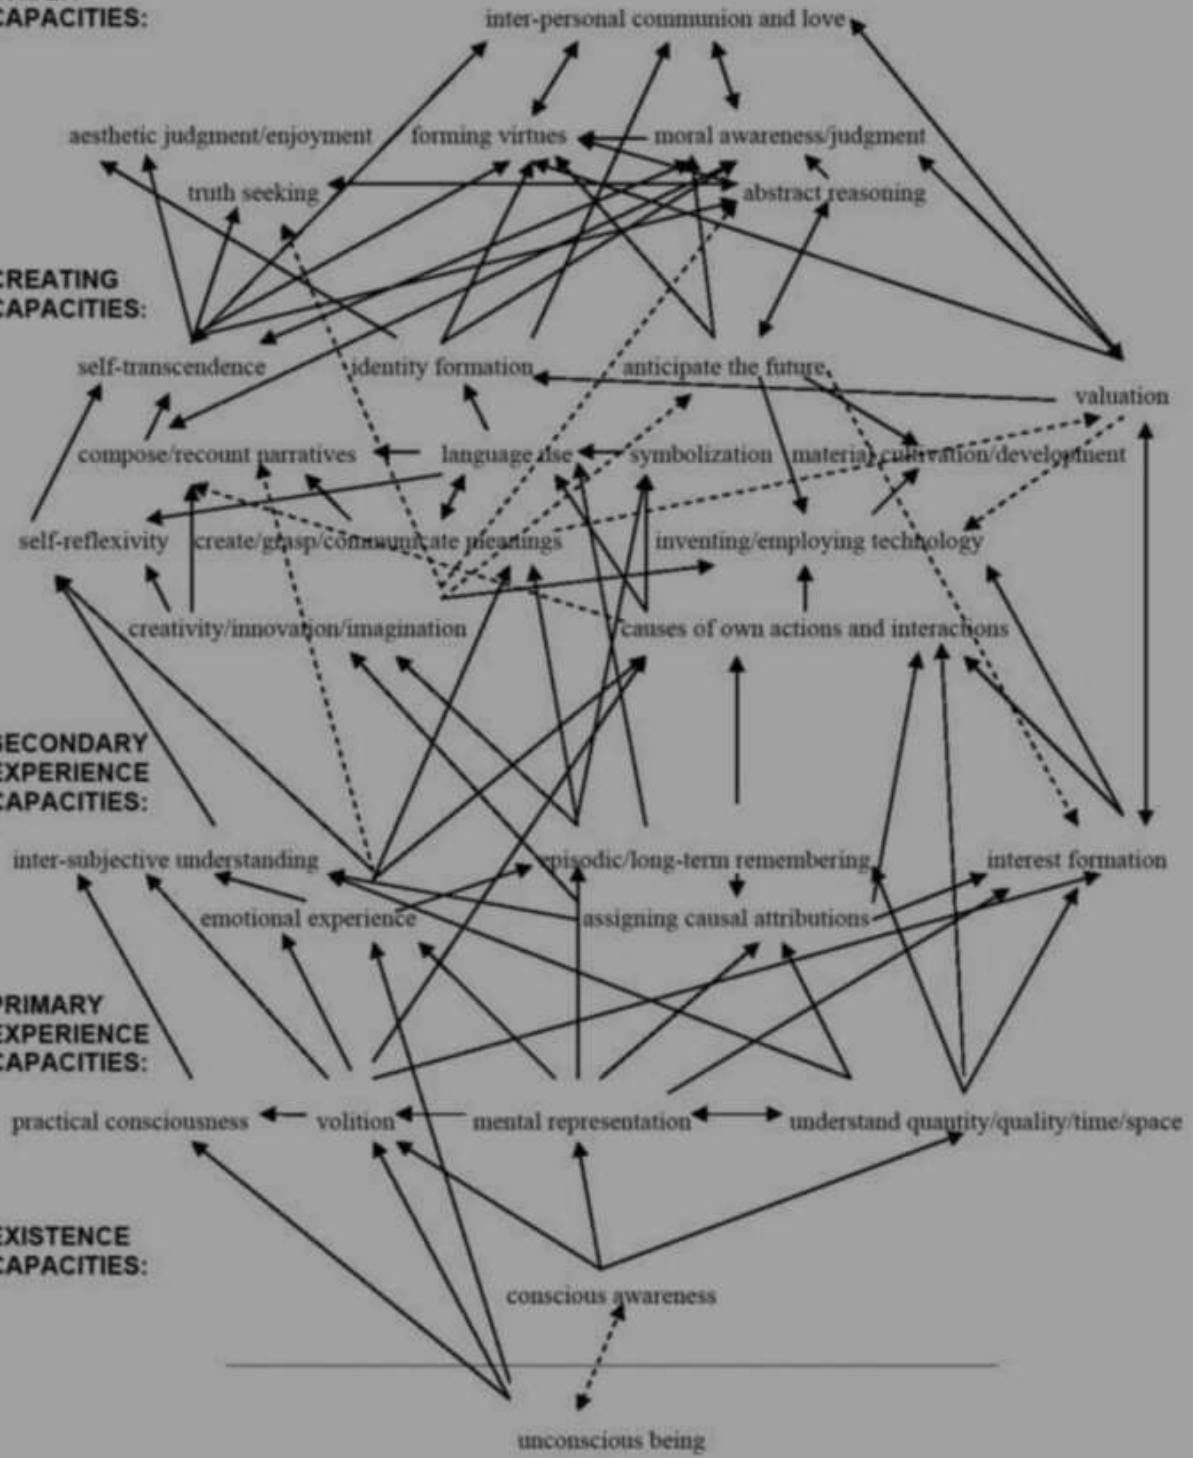 CAPACITIES:
inter-personal communion and love
aesthetic judgment/enjoyment forming virtues moral awareness/judgment
truth seeking abstract reasoning
CREATING
CAPACITIES:
self-transcendence identity formation anticipate the future
valuation
compose/recount narratives language use symbolization material cultivation/development
self-reflexivity create/grasp/communicate meanings inventing/employing technology
creativity/innovation/imagination causes of own actions and interactions
SECONDARY
EXPERIENCE
CAPACITIES:
inter-subjective understanding episodic/long-term remembering interest formation
emotional experience assigning causal attributions
PRIMARY
EXPERIENCE
CAPACITIES:
practical consciousness volition mental representation understand quantity/quality/time/space
EXISTENCE
CAPACITIES:
conscious awareness
unconscious being